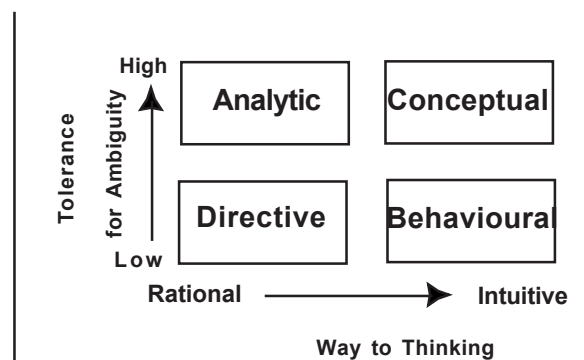 High
Analytic
Conceptual
Tolerance
for Ambiguity
Directive
Behavioural
Low
Rational
Intuitive
Way to Thinking